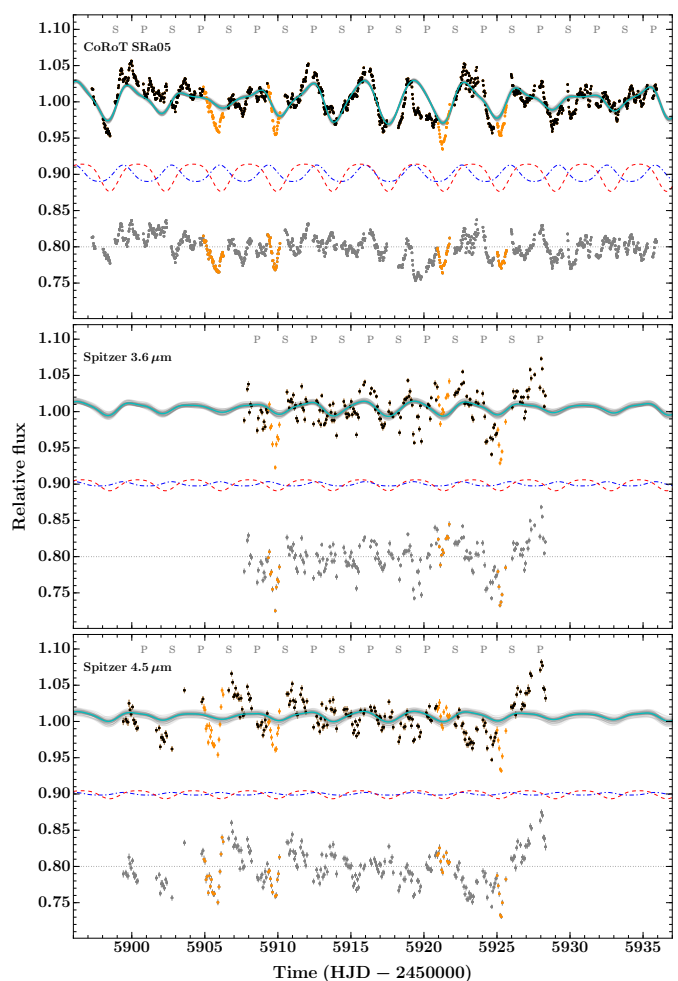 1.10 S P S P S P S P S P S P S P S P S P S P
CoRoT SRa05
1.05
1.00
0.95
0.90
0.85
0.80
0.75
1.10 P S P S P S P S P S P
Spitzer 3.6 μm
1.05
1.00
0.95
0.90
0.85
0.80
0.75
Relative flux
1.10 P S P S P S P S P S P S P S P
Spitzer 4.5 μm
1.05
1.00
0.95
0.90
0.85
0.80
0.75
5900 5905 5910 5915 5920 5925 5930 5935
Time (HJD − 2450000)